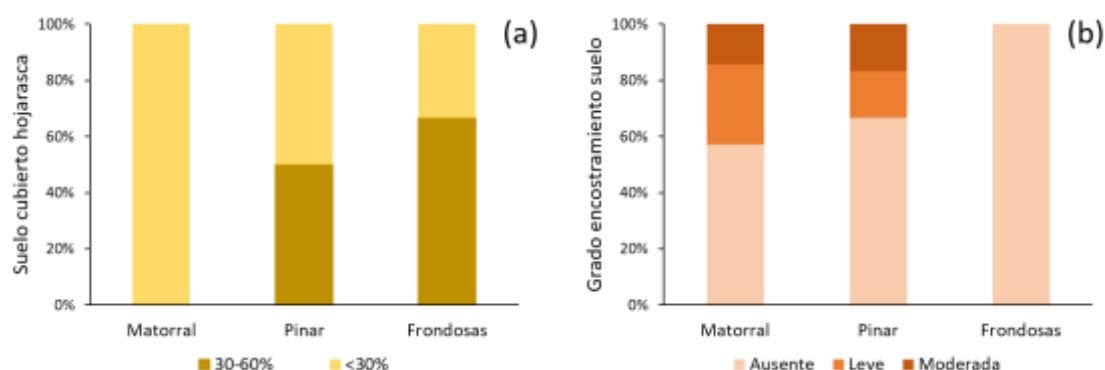 (a)
Suelo cubierto hojarasca
100%
80%
60%
40%
20%
0%
Matorral Pinar Frondosas
30-60% <30%
(b)
Grado encostramiento suelo
100%
80%
60%
40%
20%
0%
Matorral Pinar Frondosas
Ausente Leve Moderada